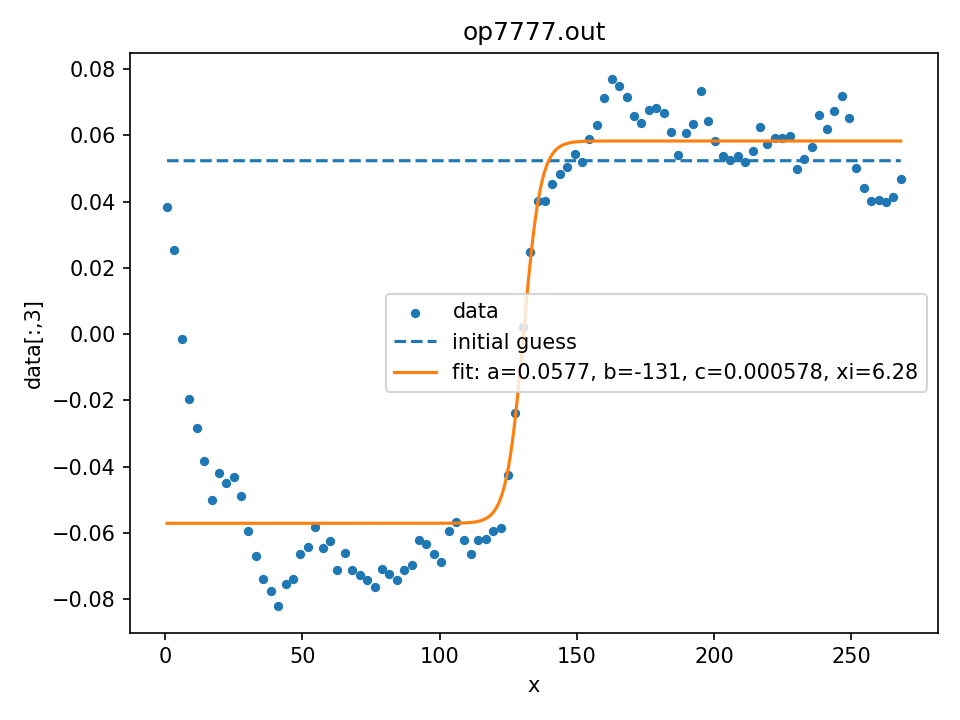 op7777.out
0.08
0.06
0.04
0.02
0.00
−0.02
−0.04
−0.06
−0.08
data[:,3]
data
initial guess
fit: a=0.0577, b=-131, c=0.000578, xi=6.28
0 50 100 150 200 250
x